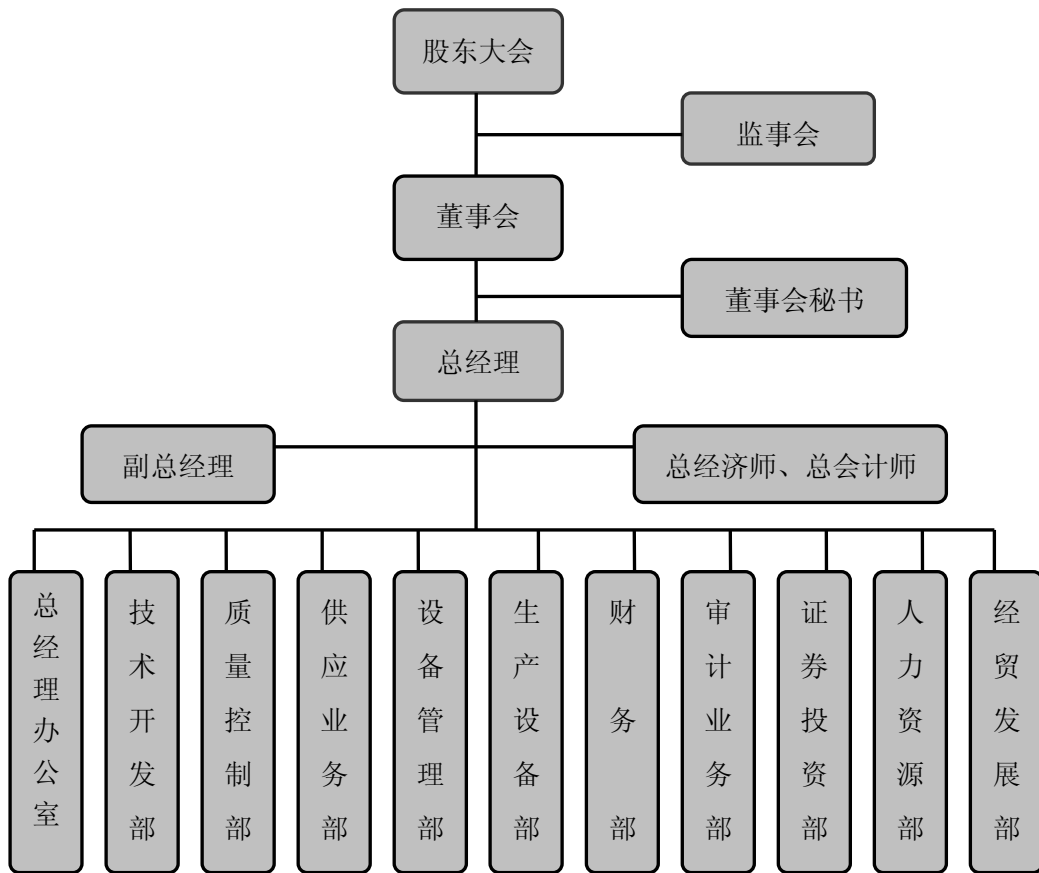 股东大会
监事会
董事会
董事会秘书
总经理
副总经理
总经济师、总会计师
总经理办公室
技术开发部
质量控制部
供应业务部
设备管理部
生产设备部
财务部
审计业务部
证券投资部
人力资源部
经贸发展部